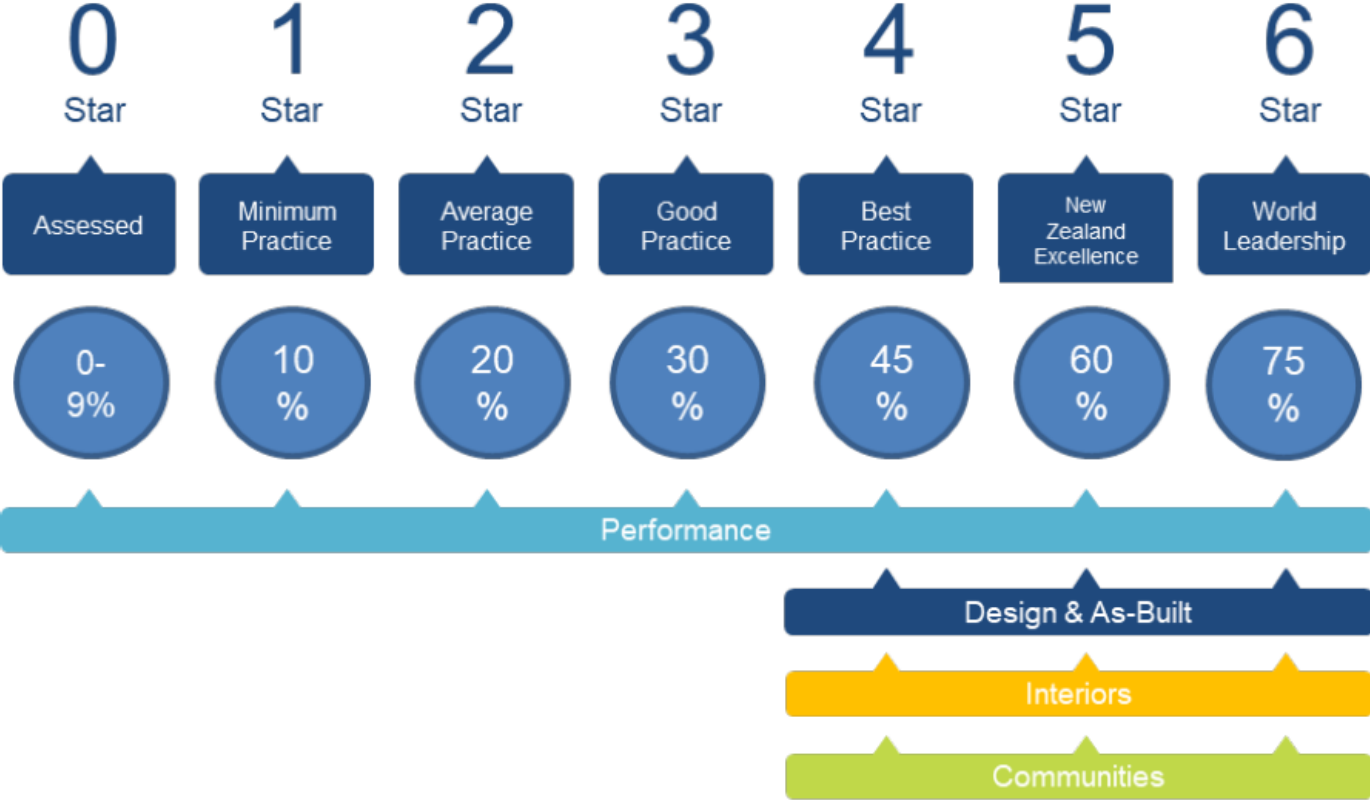 0 1 2 3 4 5 6
Star Star Star Star Star Star Star
Assessed
Minimum
Practice
Average
Practice
Good
Practice
Best
Practice
New
Zealand
Excellence
World
Leadership
0-
9%
10
%
20
%
30
%
45
%
60
%
75
%
Performance
Design & As-Built
Interiors
Communities